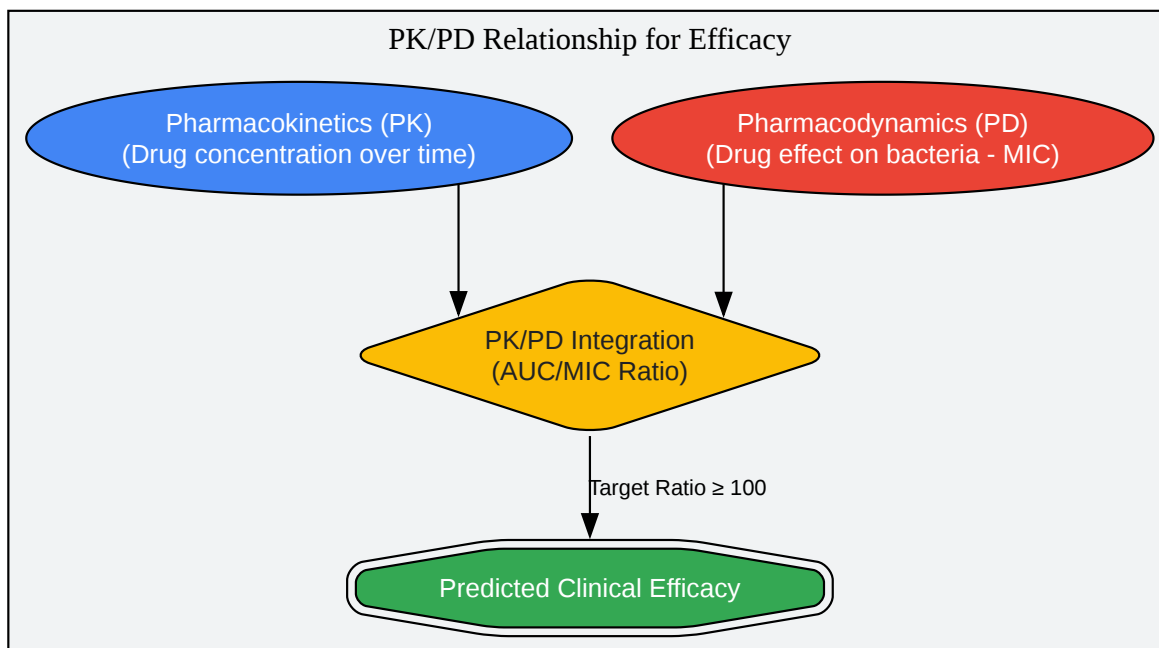 PK/PD Relationship for Efficacy
Pharmacokinetics (PK)
(Drug concentration over time)
Pharmacodynamics (PD)
(Drug effect on bacteria - MIC)
PK/PD Integration
(AUC/MIC Ratio)
Target Ratio ≥ 100
Predicted Clinical Efficacy